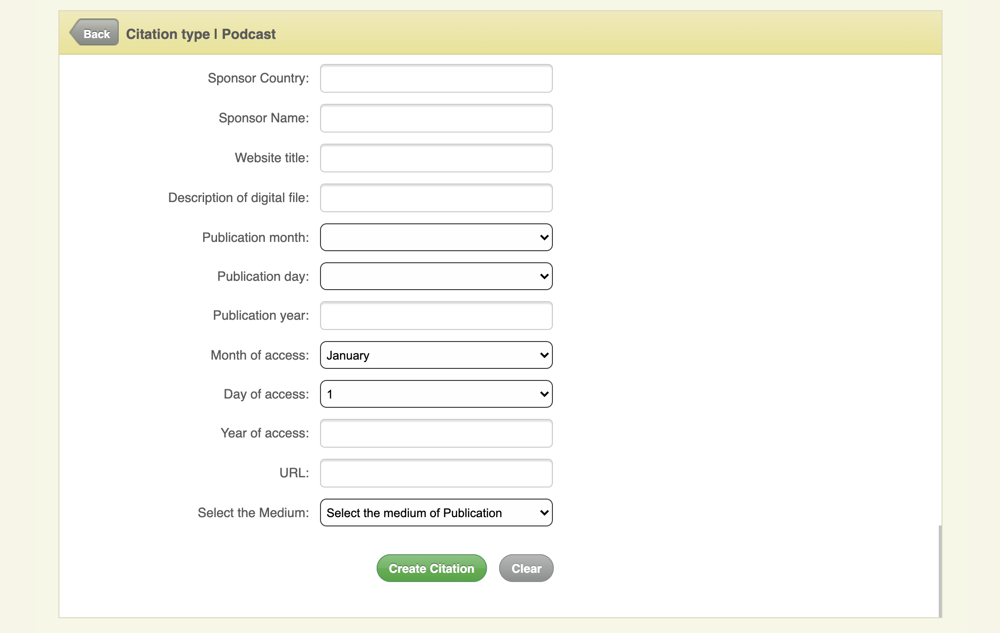 Back Citation type | Podcast
Sponsor Country:
Sponsor Name:
Website title:
Description of digital file:
Publication month:
Publication day:
Publication year:
Month of access: January
Day of access: 1
Year of access:
URL:
Select the Medium: Select the medium of Publication
Create Citation Clear